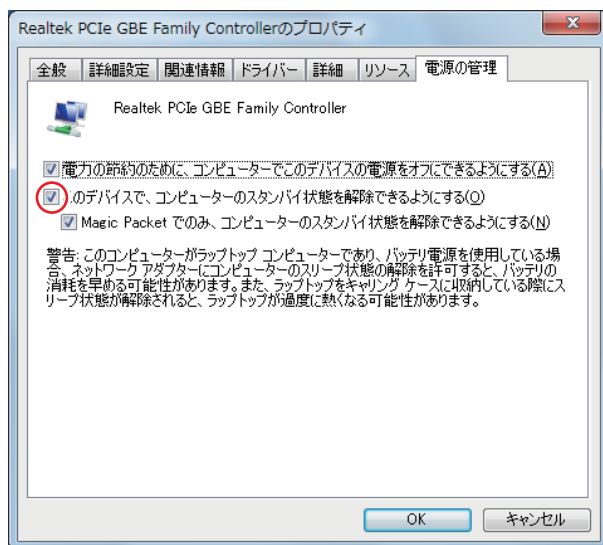 Realtek PCIe GBE Family Controllerのプロパティ
全般 詳細設定 関連情報 ドライバー 詳細 リソース 電源の管理
Realtek PCIe GBE Family Controller
電力の節約のために、コンピューターでこのデバイスの電源をオフにできるようにする(A)
このデバイスで、コンピューターのスタンバイ状態を解除できるようにする(O)
Magic Packet でのみ、コンピューターのスタンバイ状態を解除できるようにする(N)
警告: このコンピューターがラップトップ コンピューターであり、バッテリ電源を使用している場
合、ネットワーク アダプターにコンピューターのスリープ状態の解除を許可すると、バッテリの
消耗を早める可能性があります。また、ラップトップをキャリング ケースに収納している際にス
リープ状態が解除されると、ラップトップが過度に熱くなる可能性があります。
OK キャンセル